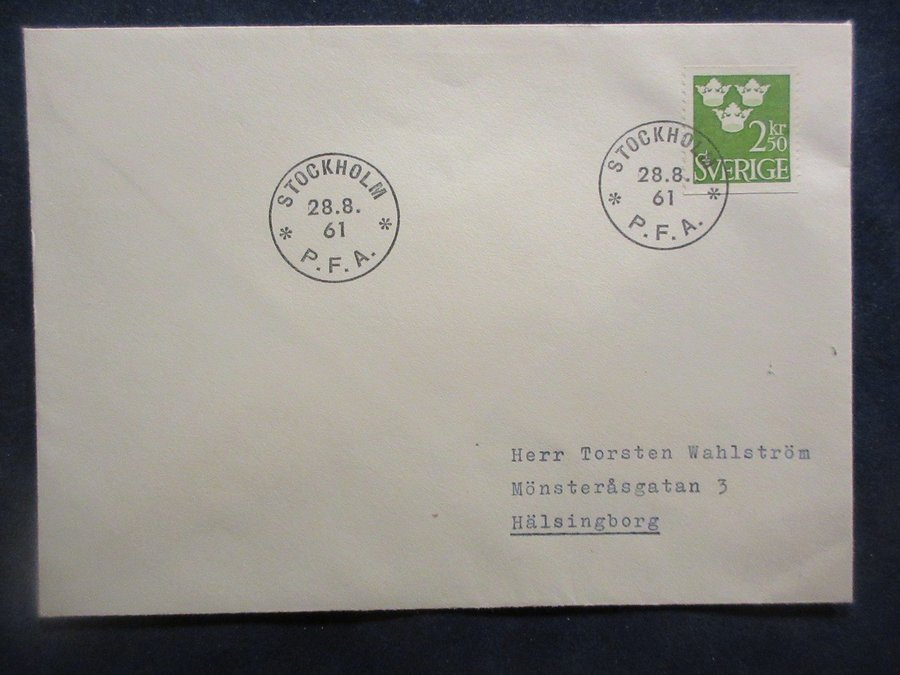 STOCKHOLM
28.8.
61
* P.F.A. *
STOCKHOLM
28.8.
61
* P.F.A. *
2 kr
50
SVERIGE
Herr Torsten Wahlström
Mönsteråsgatan 3
Hälsingborg